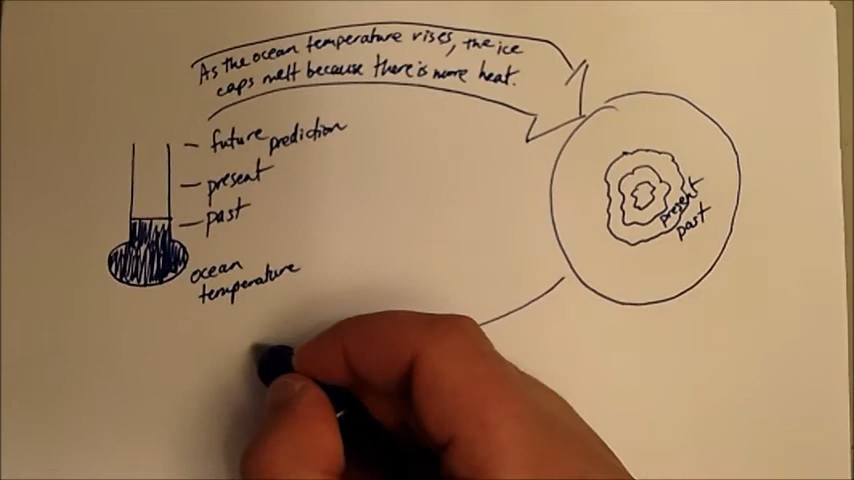 As the ocean temperature rises, the ice
caps melt because there is more heat.
future prediction
present
past
ocean
temperature
present
past